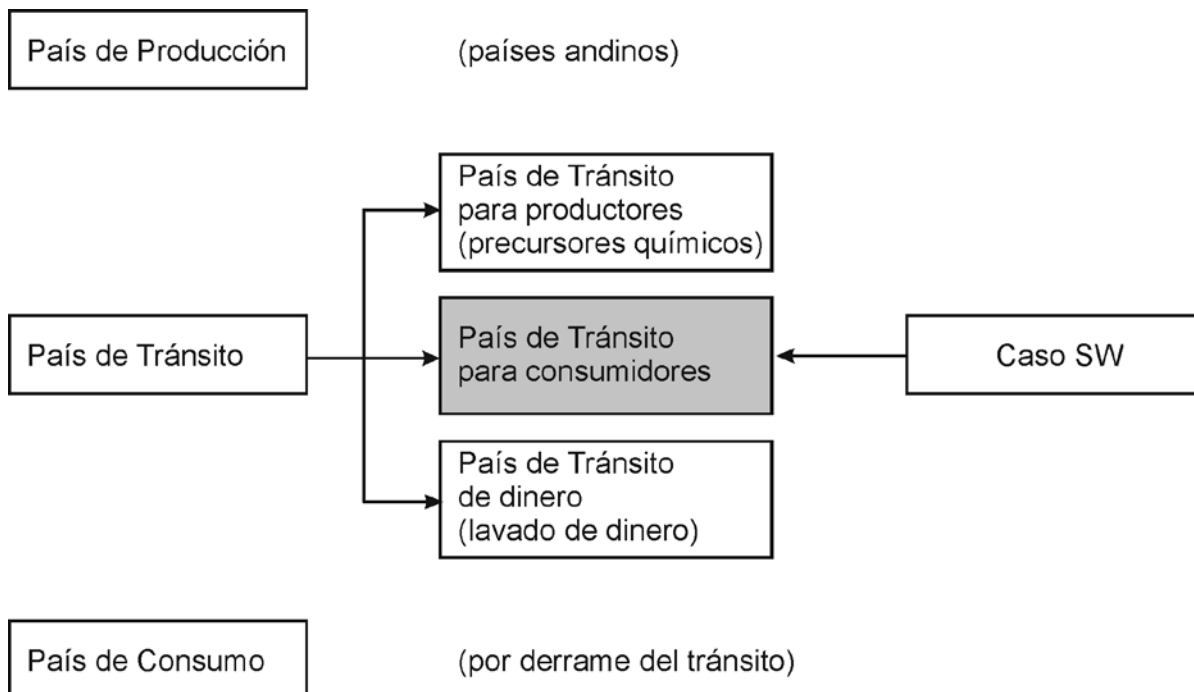 País de Producción
(países andinos)
País de Tránsito
para productores
(precursores químicos)
País de Tránsito
País de Tránsito
para consumidores
Caso SW
País de Tránsito
de dinero
(lavado de dinero)
País de Consumo
(por derrame del tránsito)